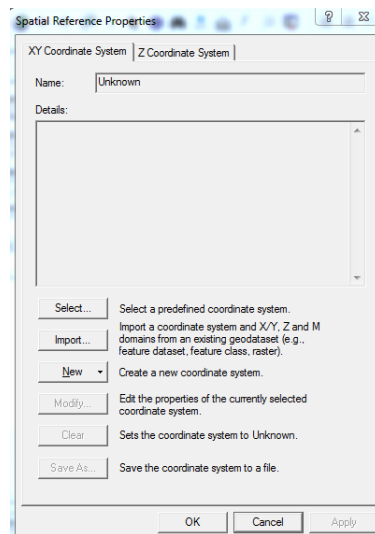 Spatial Reference Properties
XY Coordinate System Z Coordinate System
Name: Unknown
Details:
Select... Select a predefined coordinate system.
Import a coordinate system and X/Y, Z and M
Import... domains from an existing geodataset (e.g.,
feature dataset, feature class, raster).
New Create a new coordinate system.
Modify... Edit the properties of the currently selected
coordinate system.
Clear Sets the coordinate system to Unknown.
Save As... Save the coordinate system to a file.
OK Cancel Apply